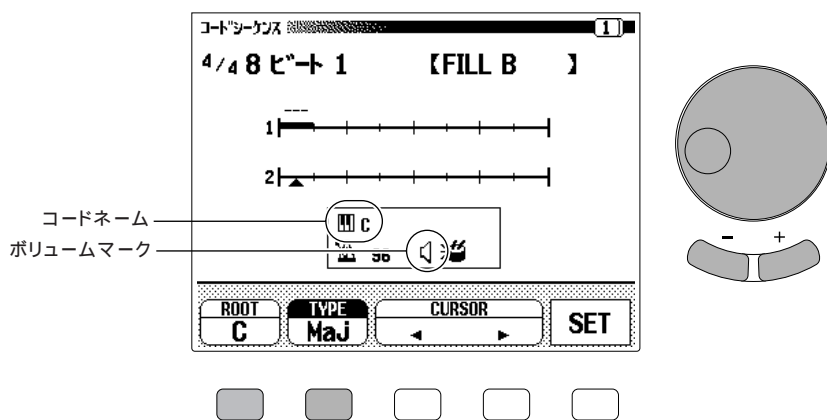 コードシーケンス 1
4/4 8 ビート 1 【FILL B 】
---
1
2
コードネーム
C
ボリュームマーク
96
ROOT TYPE CURSOR
C Maj ◄ ► SET
− +